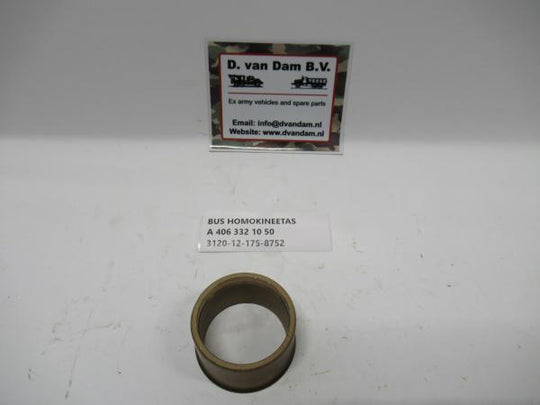 D. van Dam B.V.
Ex army vehicles and spare parts
Email: info@dvandam.nl
Website: www.dvandam.nl
BUS HOMOKINEETAS
A 406 332 10 50
3120-12-175-8752